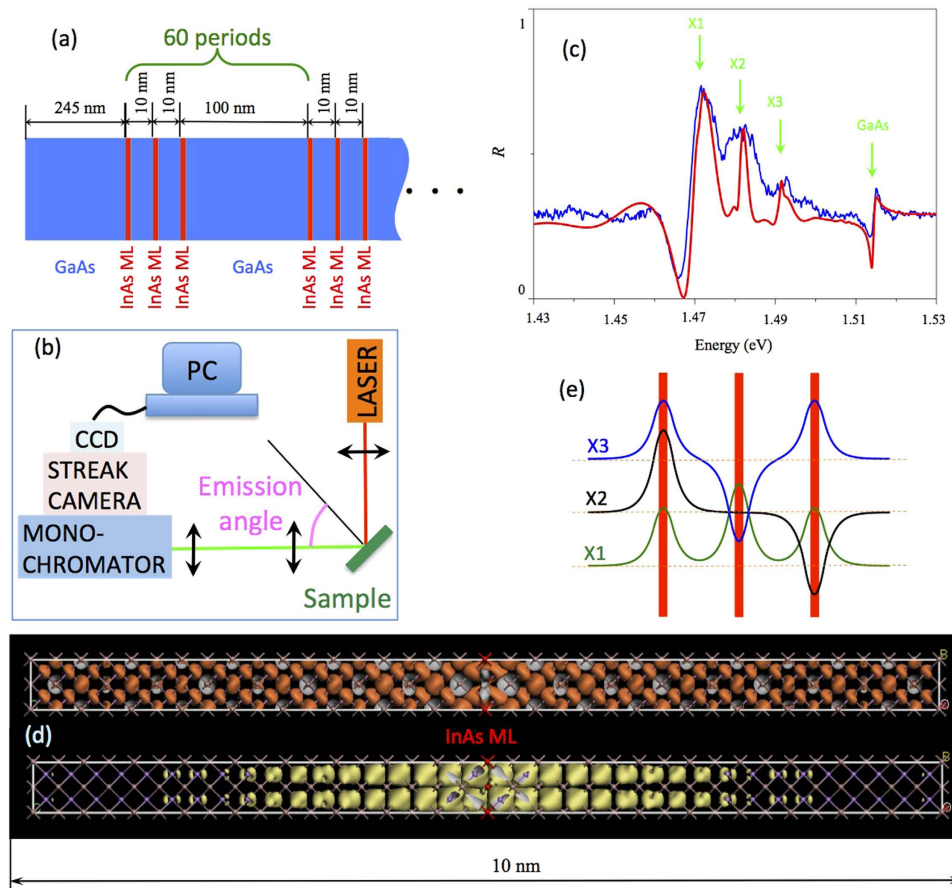 (a)
60 periods
10 nm
10 nm
10 nm
10 nm
245 nm
100 nm
GaAs
InAs ML
InAs ML
InAs ML
GaAs
InAs ML
InAs ML
InAs ML
(b)
PC
LASER
CCD
STREAK
CAMERA
Emission
angle
MONO-
CHROMATOR
Sample
(c)
1
X1
X2
X3
GaAs
R
0
1.43
1.45
1.47
1.49
1.51
1.53
Energy (eV)
(e)
X3
X2
X1
(d)
InAs ML
10 nm